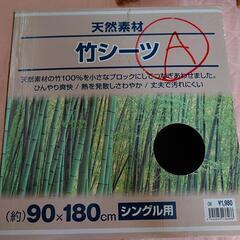 天然素材
竹シーツ
A
天然素材の竹100%を小さなブロックにしてつなぎあわせました。
ひんやり爽快/熱を発散しさわやか/丈夫で汚れにくい
(約)90×180cm シングル用
¥1,980